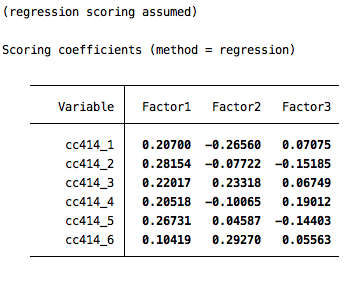 (regression scoring assumed)
Scoring coefficients (method = regression)
Variable Factor1 Factor2 Factor3
cc414_1 0.20700 -0.26560 0.07075
cc414_2 0.28154 -0.07722 -0.15185
cc414_3 0.22017 0.23318 0.06749
cc414_4 0.20518 -0.10065 0.19012
cc414_5 0.26731 0.04587 -0.14403
cc414_6 0.10419 0.29270 0.05563